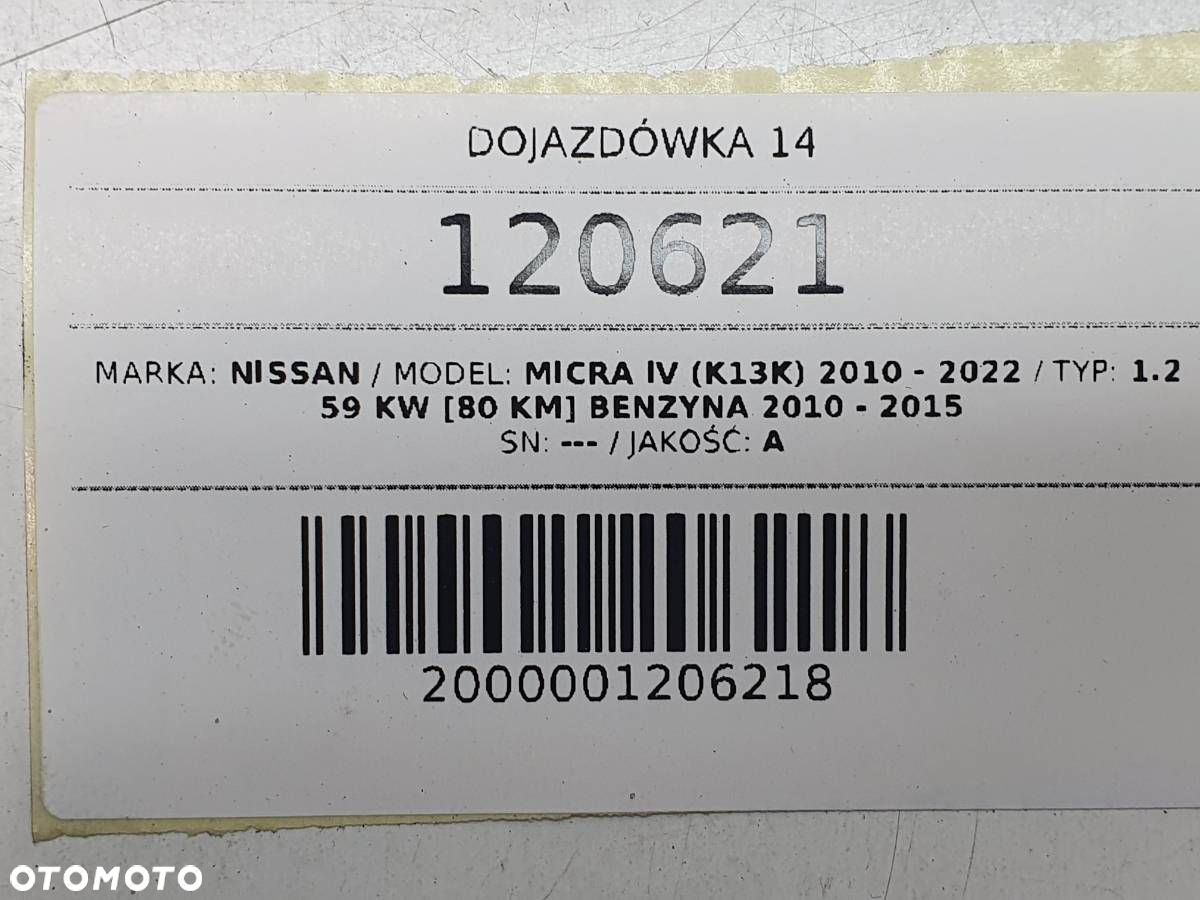 DOJAZDÓWKA 14
120621
MARKA: NISSAN / MODEL: MICRA IV (K13K) 2010 - 2022 / TYP: 1.2
59 KW [80 KM] BENZYNA 2010 - 2015
SN: --- / JAKOŚĆ: A
2000001206218
OTOMOTO